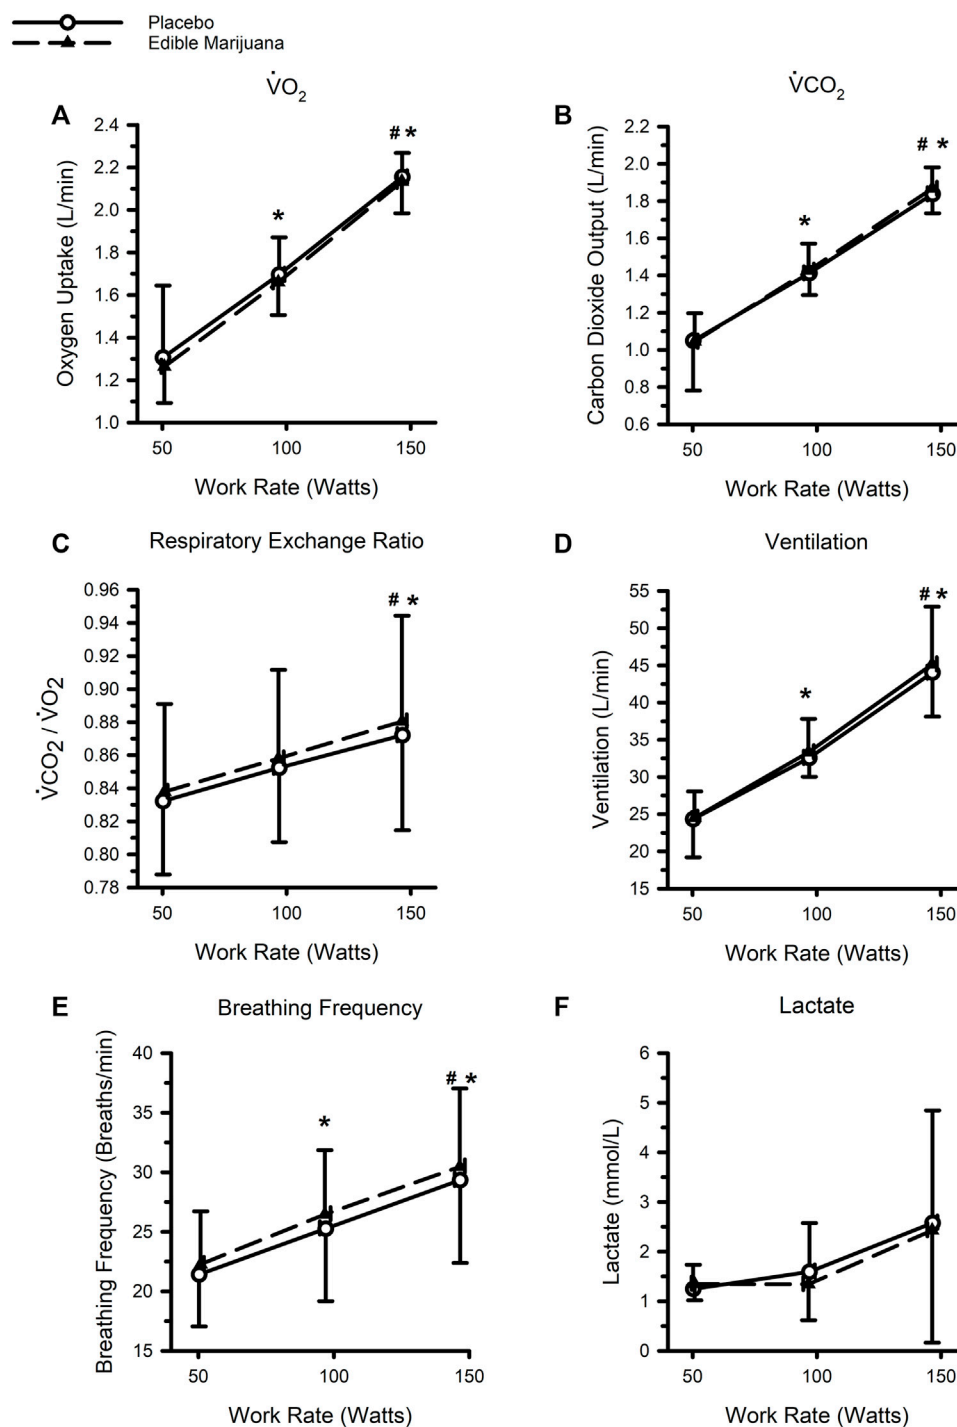 Placebo
Edible Marijuana
V̇O2
A
Oxygen Uptake (L/min)
2.4
2.2
2.0
1.8
1.6
1.4
1.2
1.0
*
# *
50 100 150
Work Rate (Watts)
V̇CO2
B
Carbon Dioxide Output (L/min)
2.2
2.0
1.8
1.6
1.4
1.2
1.0
0.8
0.6
*
# *
50 100 150
Work Rate (Watts)
C Respiratory Exchange Ratio
V̇CO2 / V̇O2
0.96
0.94
0.92
0.90
0.88
0.86
0.84
0.82
0.80
0.78
# *
50 100 150
Work Rate (Watts)
D Ventilation
Ventilation (L/min)
55
50
45
40
35
30
25
20
15
*
# *
50 100 150
Work Rate (Watts)
E Breathing Frequency
Breathing Frequency (Breaths/min)
40
35
30
25
20
15
*
# *
50 100 150
Work Rate (Watts)
F Lactate
Lactate (mmol/L)
6
5
4
3
2
1
0
50 100 150
Work Rate (Watts)